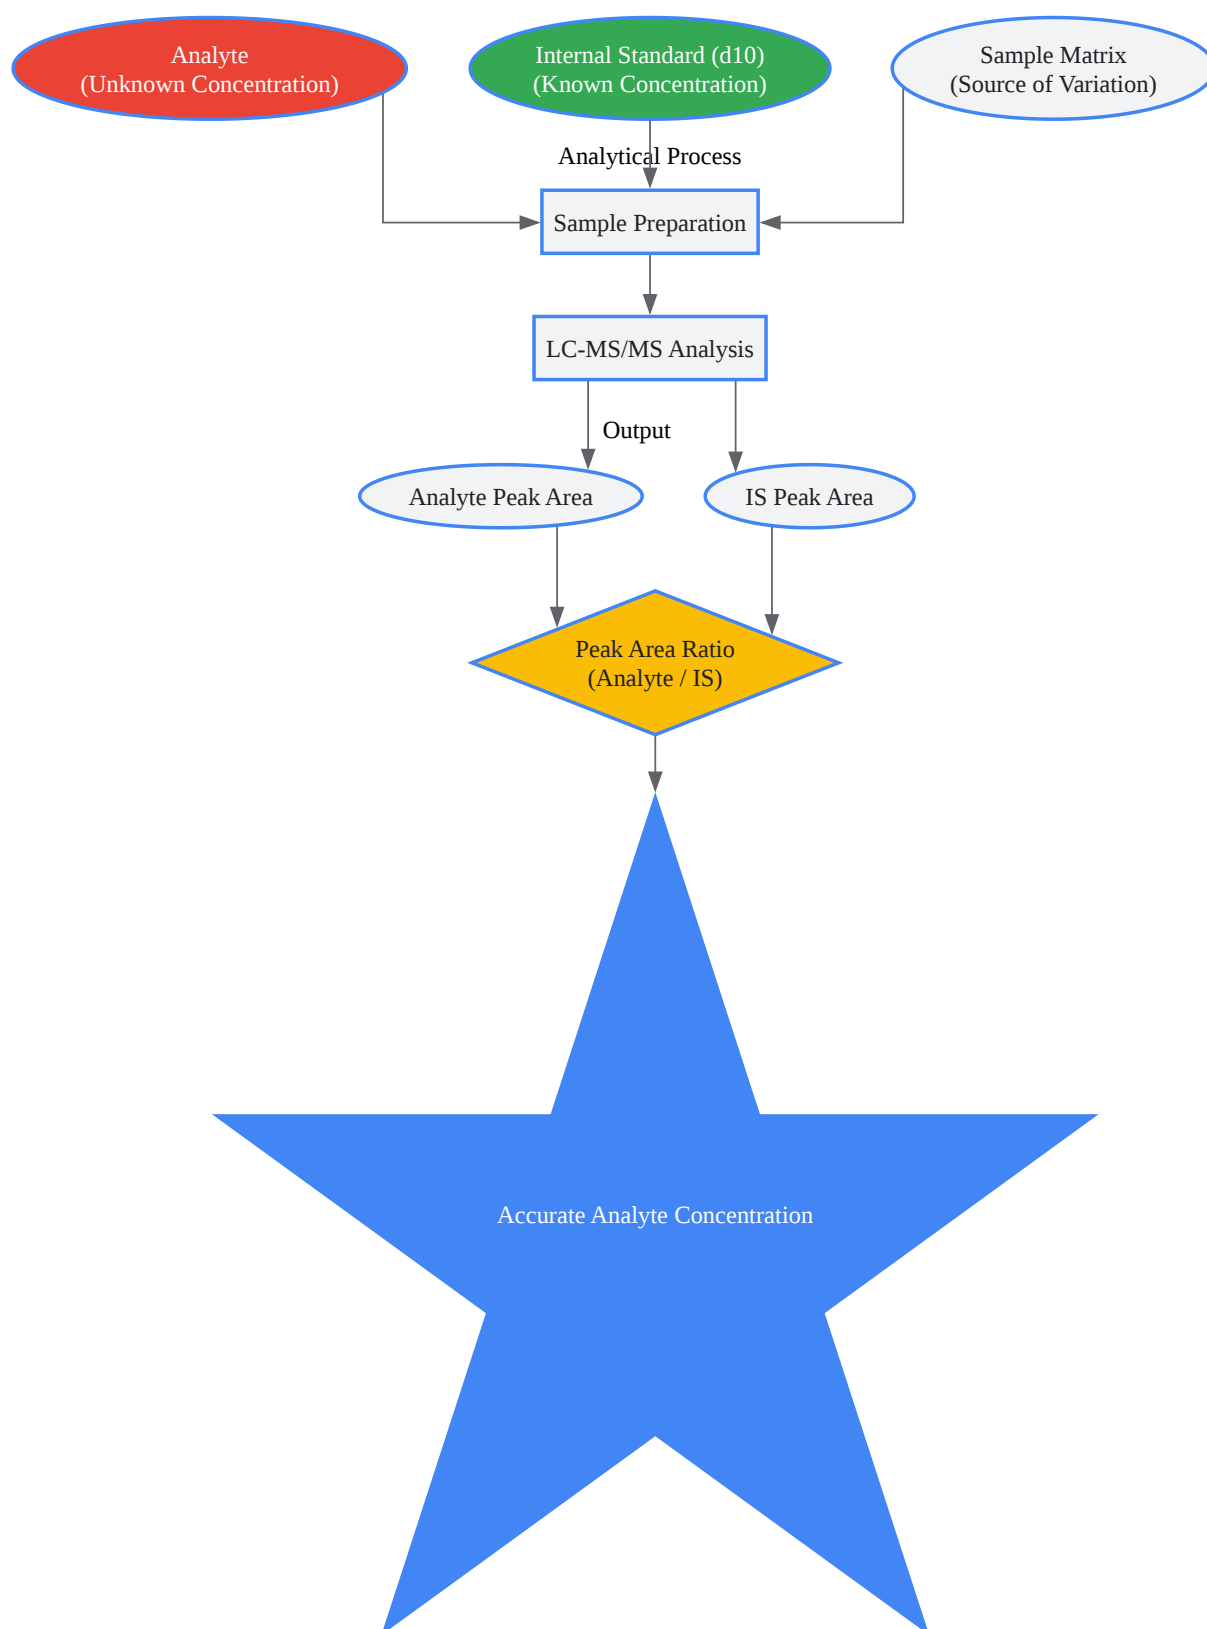 Analyte
(Unknown Concentration)
Internal Standard (d10)
(Known Concentration)
Sample Matrix
(Source of Variation)
Analytical Process
Sample Preparation
LC-MS/MS Analysis
Output
Analyte Peak Area
IS Peak Area
Peak Area Ratio
(Analyte / IS)
Accurate Analyte Concentration